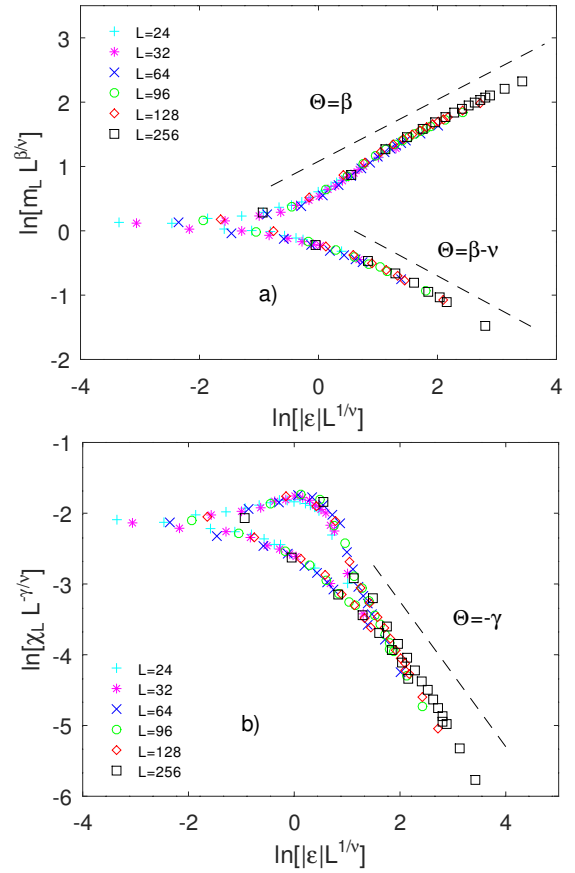 3
2
1
0
-1
-2
-4
-2
0
2
4
L=24
L=32
L=64
L=96
L=128
L=256
Θ=β
Θ=β-ν
a)
ln[m_L L^{β/ν}]
ln[|ε|L^{1/ν}]
-1
-2
-3
-4
-5
-6
-4
-2
0
2
4
L=24
L=32
L=64
L=96
L=128
L=256
Θ=-γ
b)
ln[χ_L L^{-γ/ν}]
ln[|ε|L^{1/ν}]